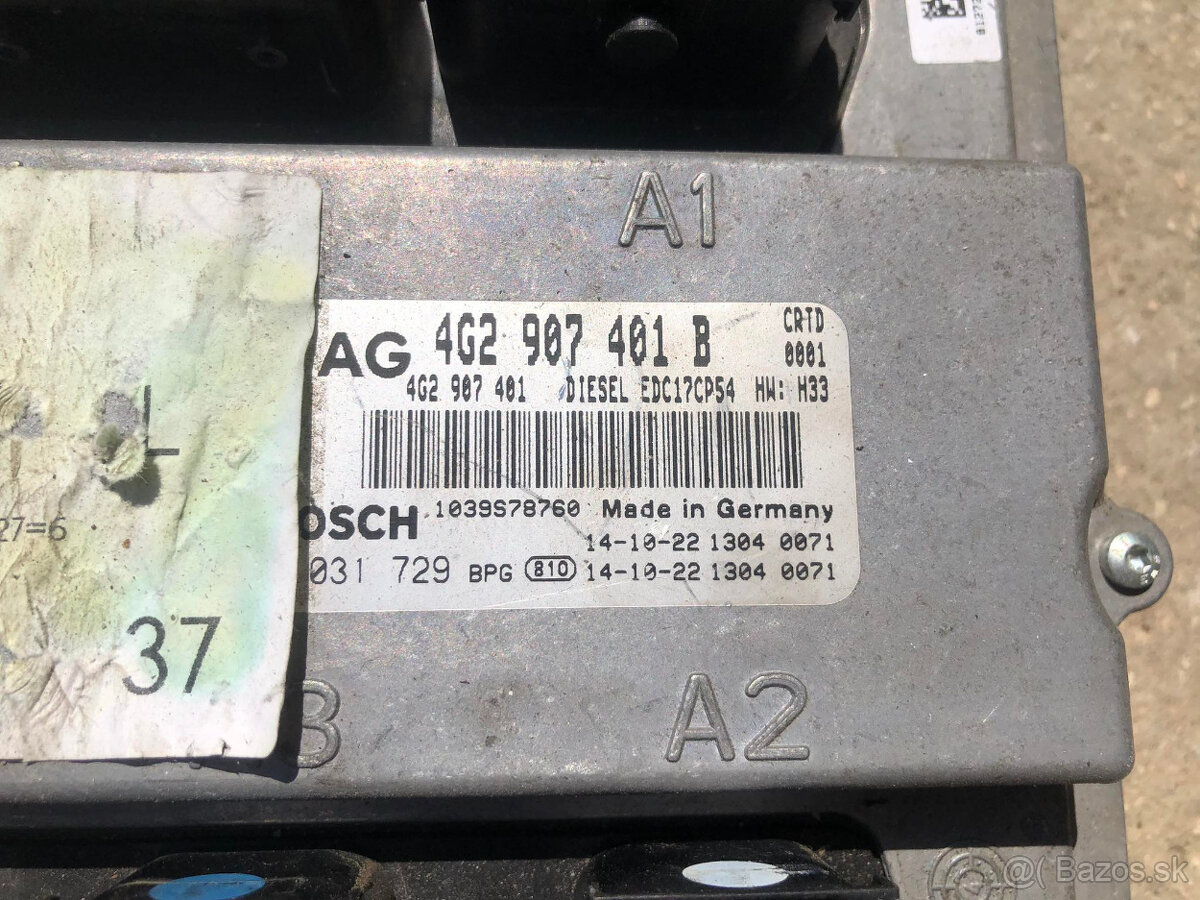 A1
AG 4G2 907 401 B CRTD
0001
4G2 907 401 DIESEL EDC17CP54 HW: H33
OSCH 1039S78760 Made in Germany
14-10-22 1304 0071
031 729 BPG 810 14-10-22 1304 0071
L
27=6
37
3 A2
@( Bazos.sk